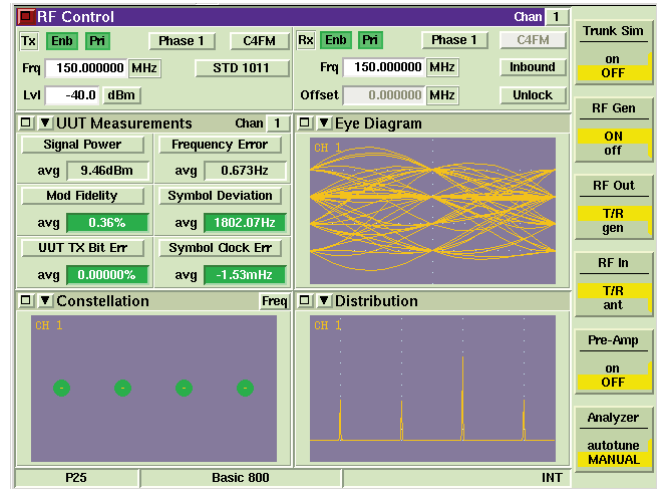 RF Control Chan 1
Tx Enb Pri Phase 1 C4FM
Frq 150.000000 MHz STD 1011
Lvl -40.0 dBm
Rx Enb Pri Phase 1 C4FM
Frq 150.000000 MHz Inbound
Offset 0.000000 MHz Unlock
UUT Measurements Chan 1
Signal Power Frequency Error
avg 9.46dBm avg 0.673Hz
Mod Fidelity Symbol Deviation
avg 0.36% avg 1802.07Hz
UUT TX Bit Err Symbol Clock Err
avg 0.00000% avg -1.53mHz
Eye Diagram
CH 1
Constellation Freq
CH 1
Distribution
CH 1
Trunk Sim
on
OFF
RF Gen
ON
off
RF Out
T/R
gen
RF In
T/R
ant
Pre-Amp
on
OFF
Analyzer
autotune
MANUAL
P25 Basic 800 INT